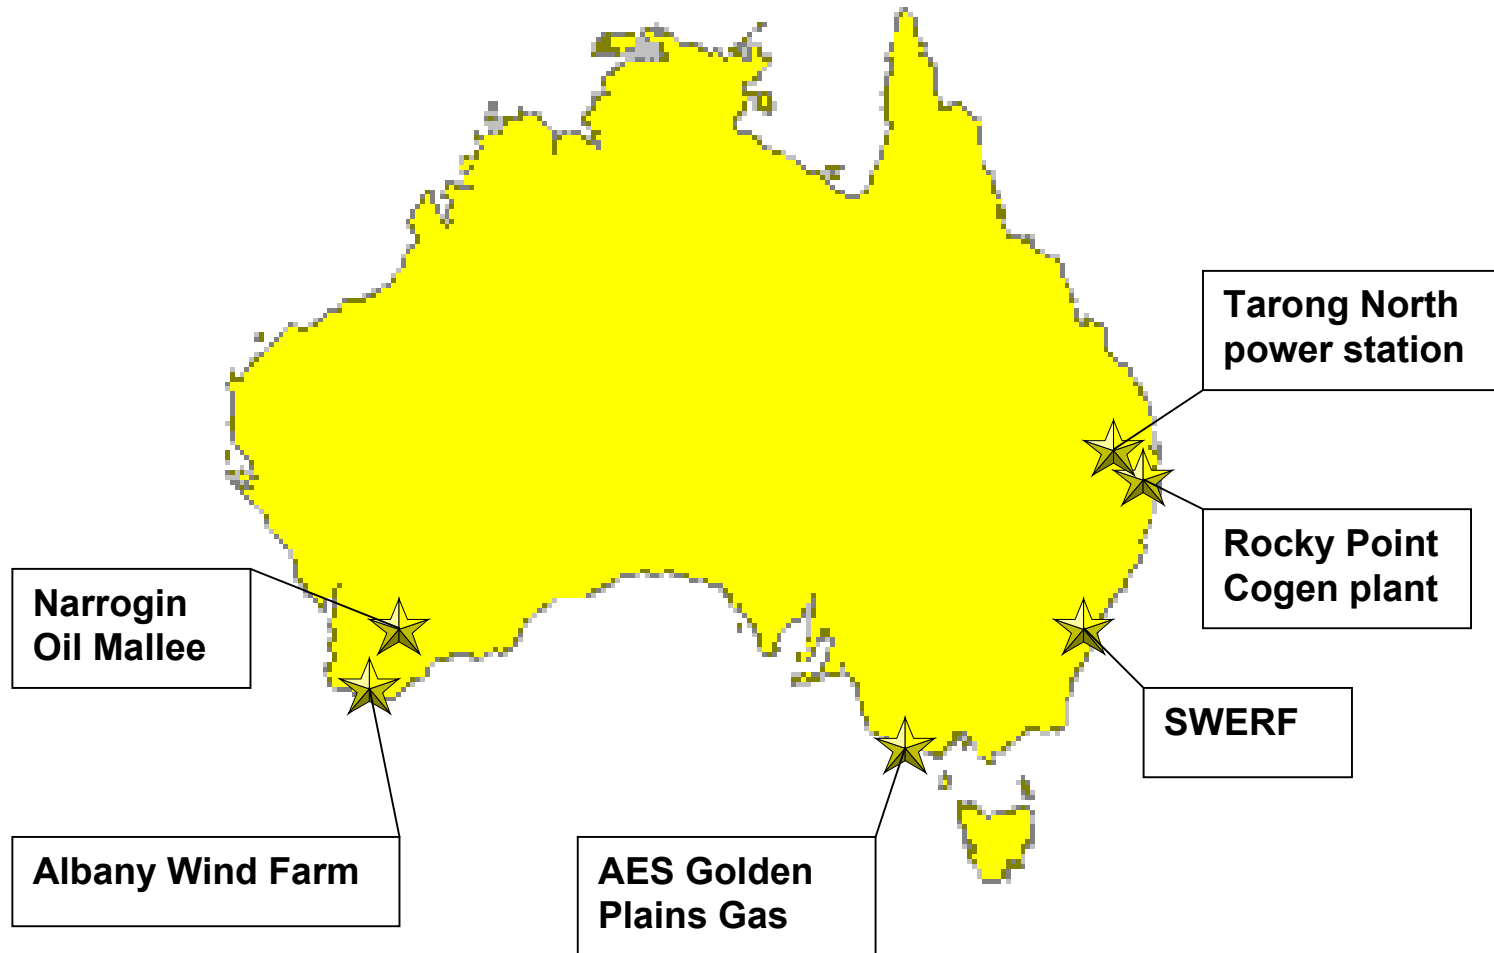 Tarong North
power station
Rocky Point
Cogen plant
Narrogin
Oil Mallee
SWERF
Albany Wind Farm
AES Golden
Plains Gas